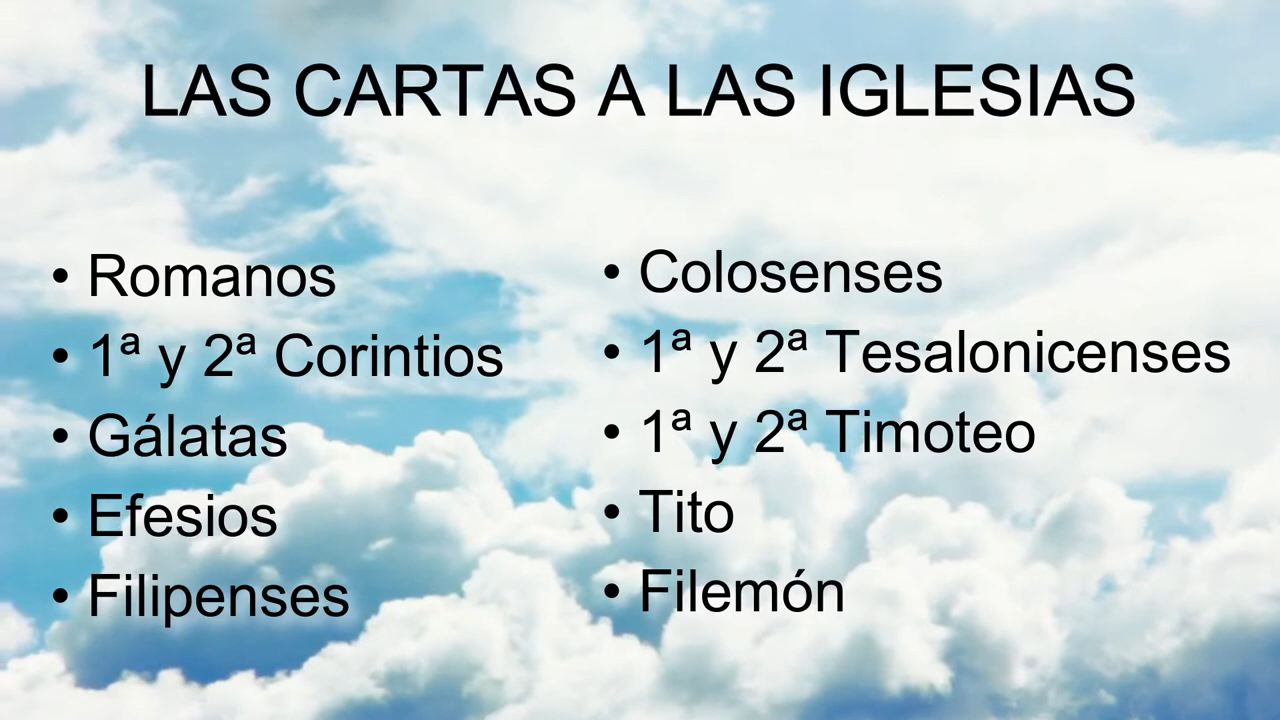 LAS CARTAS A LAS IGLESIAS
• Romanos
• 1ª y 2ª Corintios
• Gálatas
• Efesios
• Filipenses
• Colosenses
• 1ª y 2ª Tesalonicenses
• 1ª y 2ª Timoteo
• Tito
• Filemón